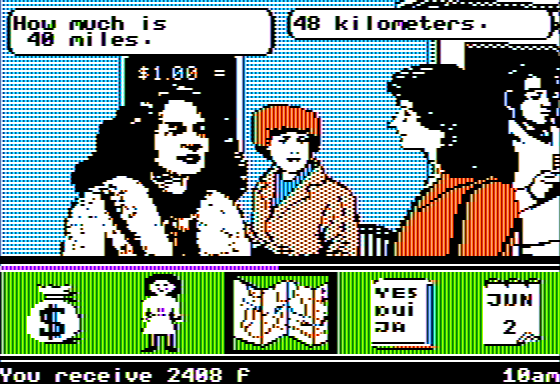 How much is
40 miles.
48 kilometers.
$1.00 =
$
YES
OUI
JA
JUN
2
You receive 2408 f
10am